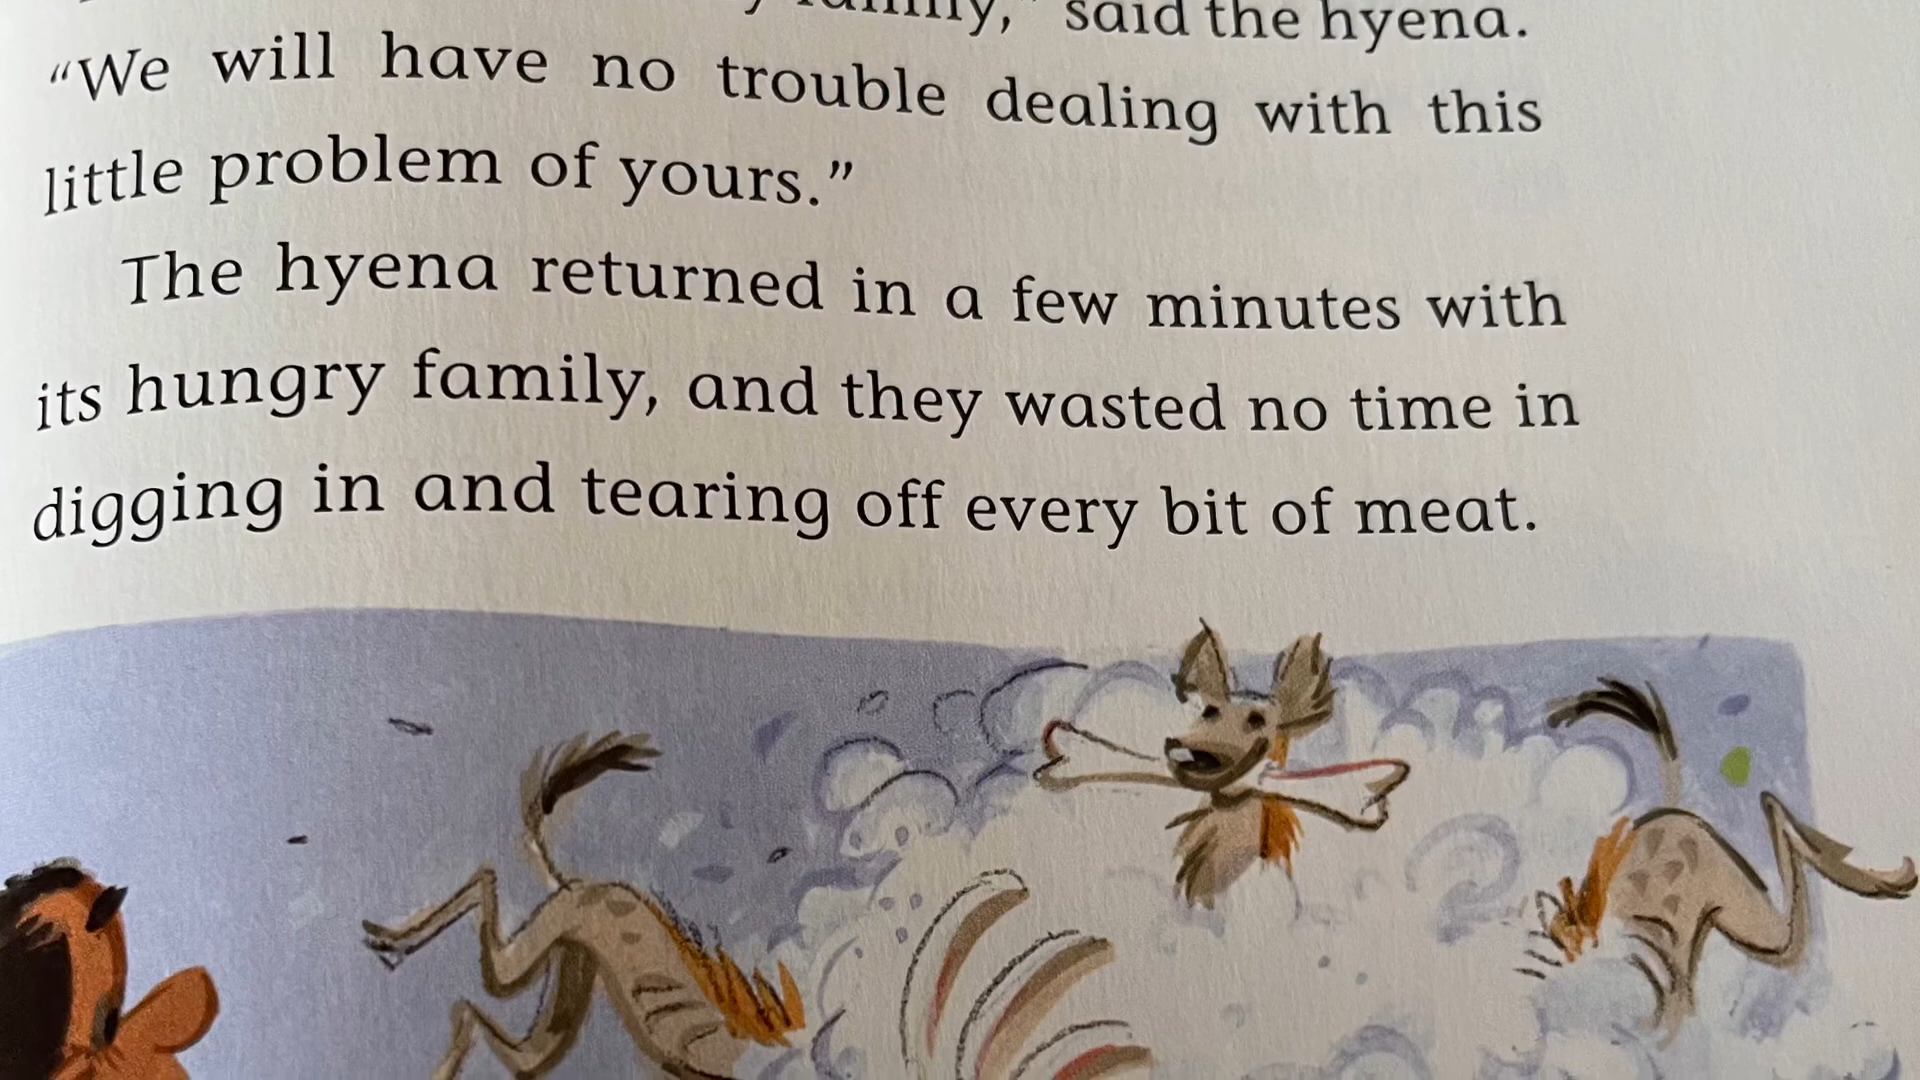 family,” said the hyena.
“We will have no trouble dealing with this
little problem of yours.”
The hyena returned in a few minutes with
its hungry family, and they wasted no time in
digging in and tearing off every bit of meat.